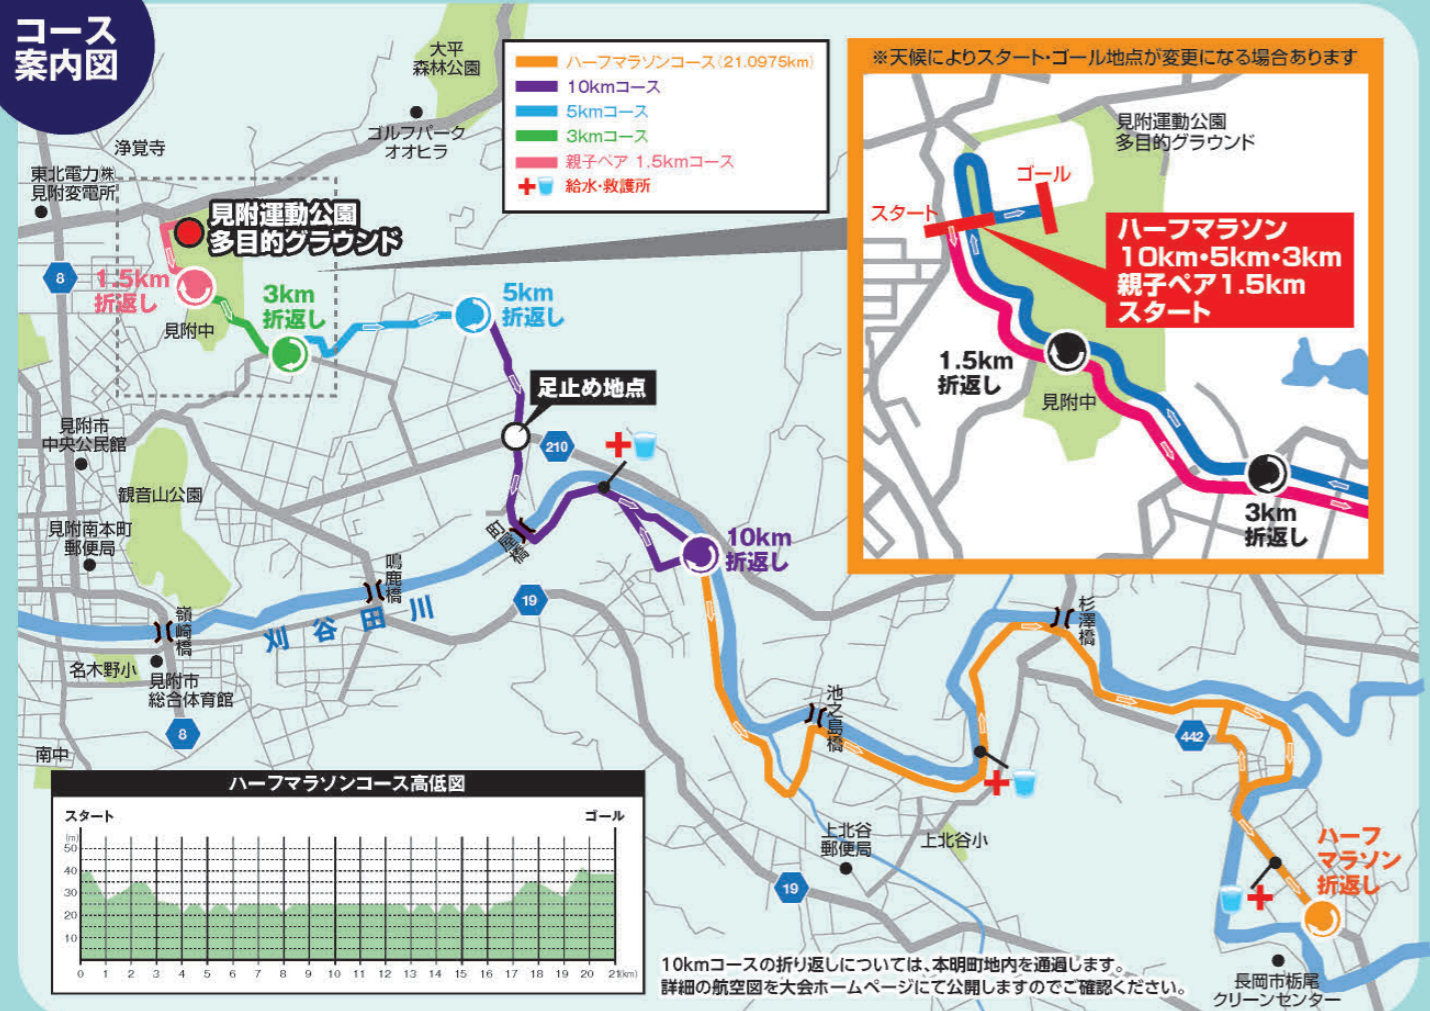 コース
案内図
大平
森林公園
ゴルフパーク
オオヒラ
浄覚寺
東北電力㈱
見附変電所
ハーフマラソンコース(21.0975km)
10kmコース
5kmコース
3kmコース
親子ペア 1.5kmコース
給水・救護所
※天候によりスタート・ゴール地点が変更になる場合あります
見附運動公園
多目的グラウンド
ゴール
スタート
ハーフマラソン
10km・5km・3km
親子ペア1.5km
スタート
1.5km
折返し
見附中
3km
折返し
見附運動公園
多目的グラウンド
8
1.5km
折返し
3km
折返し
見附中
5km
折返し
足止め地点
210
見附市
中央公民館
観音山公園
見附南本町
郵便局
町屋橋
10km
折返し
鳴鹿橋
19
刈谷田川
嶺崎橋
名木野小
見附市
総合体育館
8
南中
杉澤橋
池之島橋
442
上北谷
郵便局
上北谷小
19
ハーフ
マラソン
折返し
長岡市栃尾
クリーンセンター
ハーフマラソンコース高低図
スタート
ゴール
(m)
50
40
30
20
10
0 1 2 3 4 5 6 7 8 9 10 11 12 13 14 15 16 17 18 19 20 21(km)
10kmコースの折り返しについては、本明町地内を通過します。
詳細の航空図を大会ホームページにて公開しますのでご確認ください。